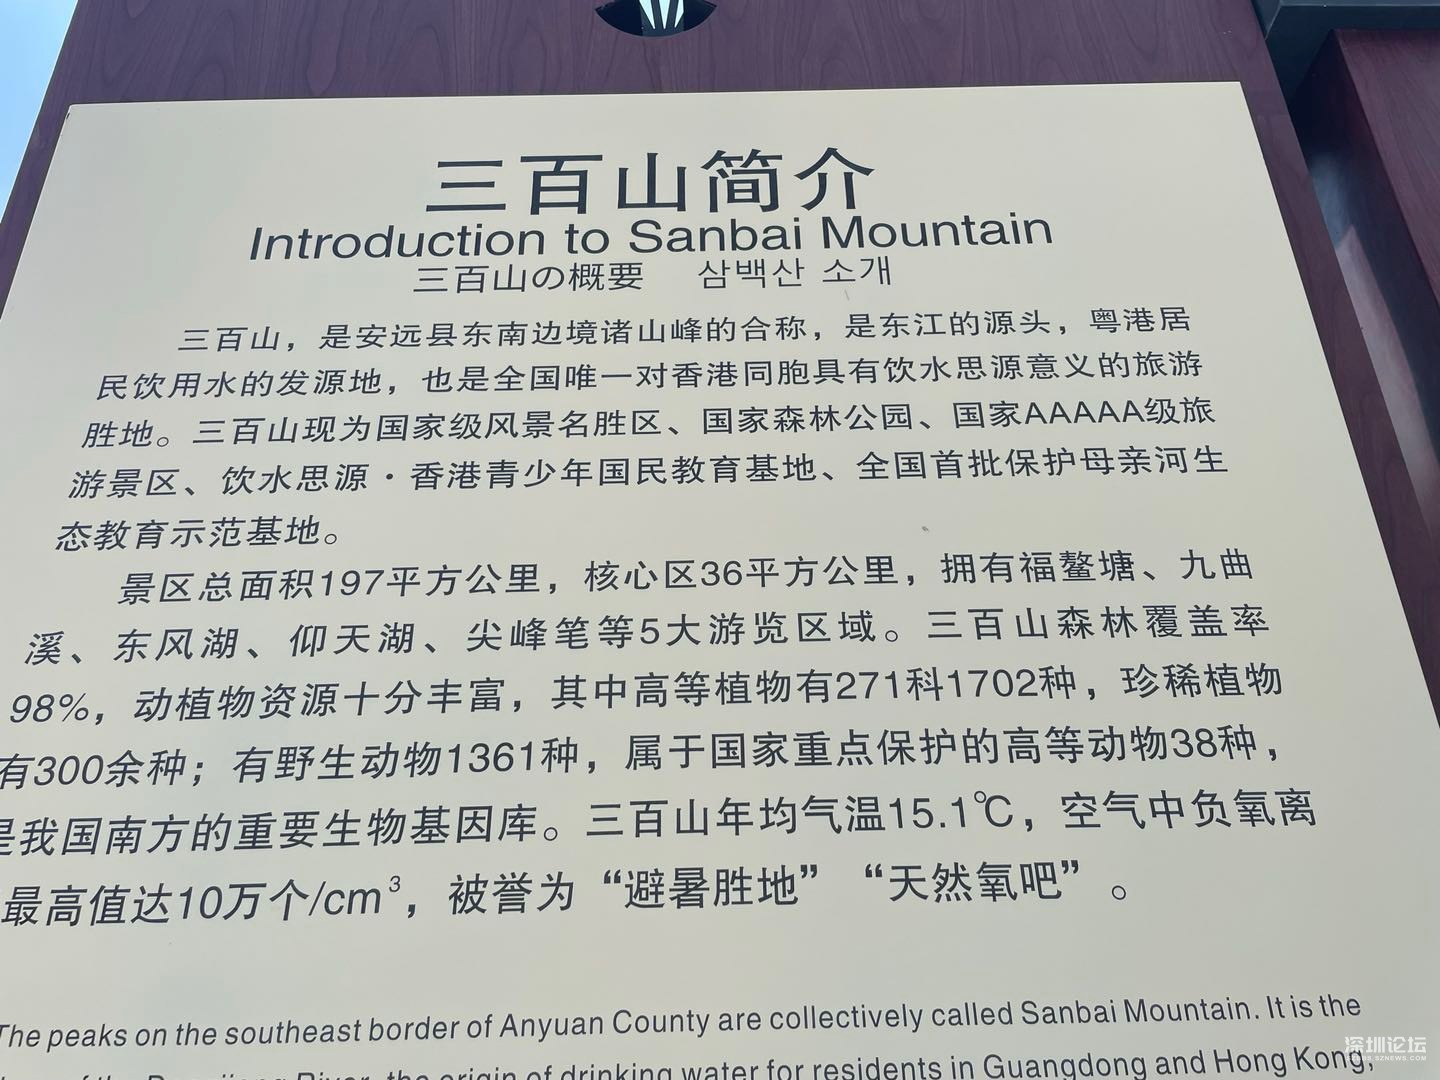 三百山简介
Introduction to Sanbai Mountain
三百山の概要 삼백산 소개
三百山，是安远县东南边境诸山峰的合称，是东江的源头，粤港居
民饮用水的发源地，也是全国唯一对香港同胞具有饮水思源意义的旅游
胜地。三百山现为国家级风景名胜区、国家森林公园、国家AAAAA级旅
游景区、饮水思源·香港青少年国民教育基地、全国首批保护母亲河生
态教育示范基地。
景区总面积197平方公里，核心区36平方公里，拥有福鳌塘、九曲
溪、东风湖、仰天湖、尖峰笔等5大游览区域。三百山森林覆盖率
98%，动植物资源十分丰富，其中高等植物有271科1702种，珍稀植物
有300余种；有野生动物1361种，属于国家重点保护的高等动物38种，
是我国南方的重要生物基因库。三百山年均气温15.1℃，空气中负氧离
最高值达10万个/cm³，被誉为“避暑胜地”“天然氧吧”。
The peaks on the southeast border of Anyuan County are collectively called Sanbai Mountain. It is the
River, the origin of drinking water for residents in Guangdong and Hong Kong,
深圳论坛